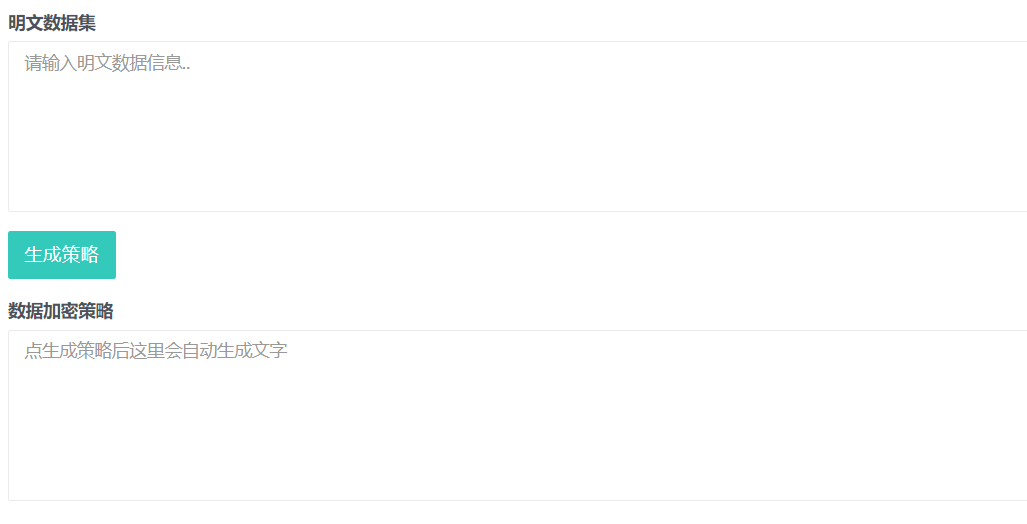 明文数据集
请输入明文数据信息..
生成策略
数据加密策略
点生成策略后这里会自动生成文字